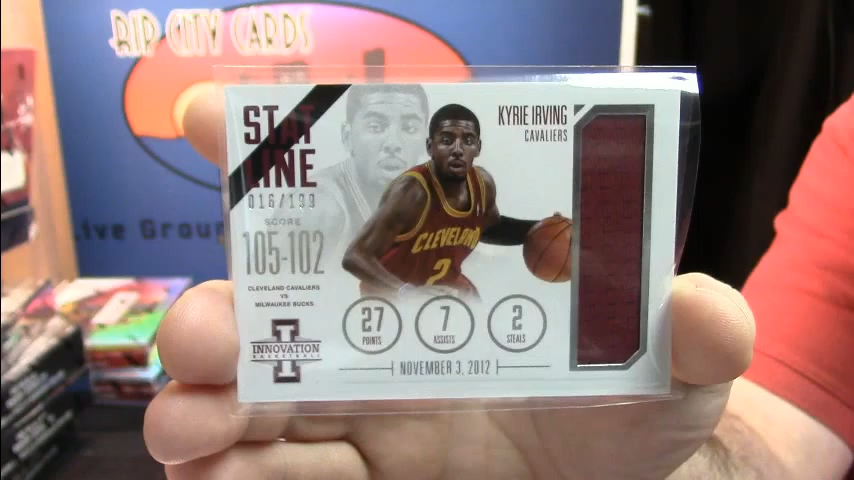 RIP CITY CARDS
Live Group
STAT
LINE
016/199
SCORE
105-102
CLEVELAND CAVALIERS
VS
MILWAUKEE BUCKS
I
INNOVATION
BASKETBALL
KYRIE IRVING
CAVALIERS
CLEVELAND
2
27
POINTS
7
ASSISTS
2
STEALS
NOVEMBER 3, 2012